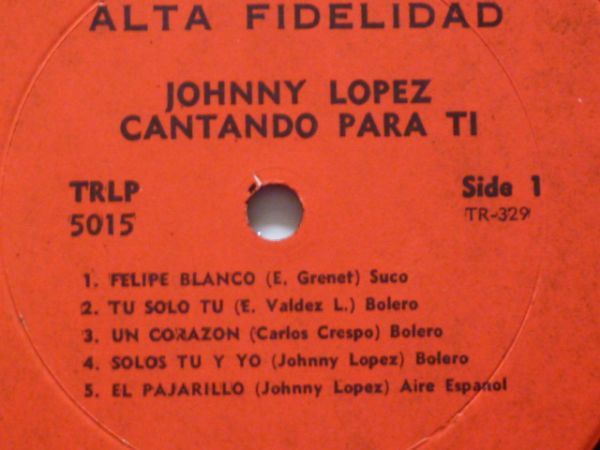 ALTA FIDELIDAD
JOHNNY LOPEZ
CANTANDO PARA TI
TRLP
5015
Side 1
TR-329
1. FELIPE BLANCO (E. Grenet) Suco
2. TU SOLO TU (E. Valdez L.) Bolero
3. UN CORAZON (Carlos Crespo) Bolero
4. SOLOS TU Y YO (Johnny Lopez) Bolero
5. EL PAJARILLO (Johnny Lopez) Aire Espanol